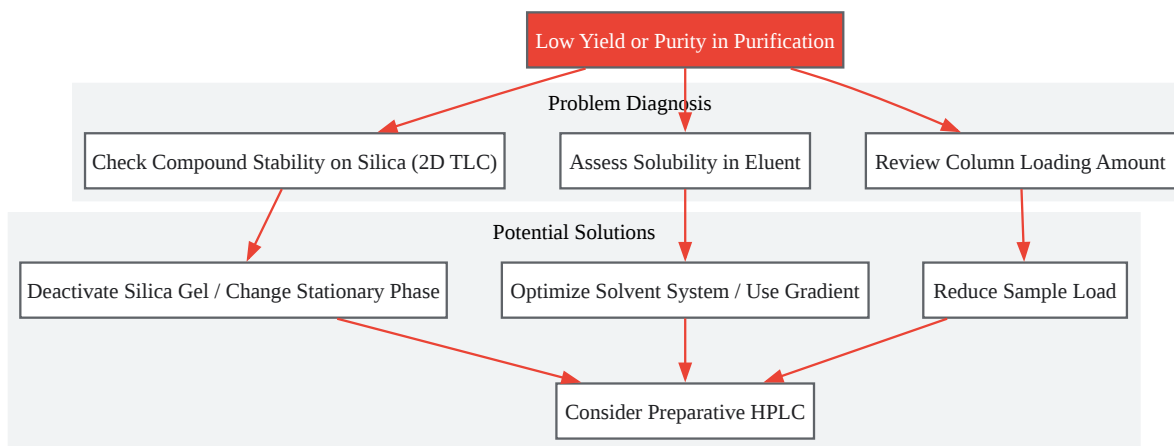 Low Yield or Purity in Purification
Problem Diagnosis
Check Compound Stability on Silica (2D TLC)
Assess Solubility in Eluent
Review Column Loading Amount
Potential Solutions
Deactivate Silica Gel / Change Stationary Phase
Optimize Solvent System / Use Gradient
Reduce Sample Load
Consider Preparative HPLC